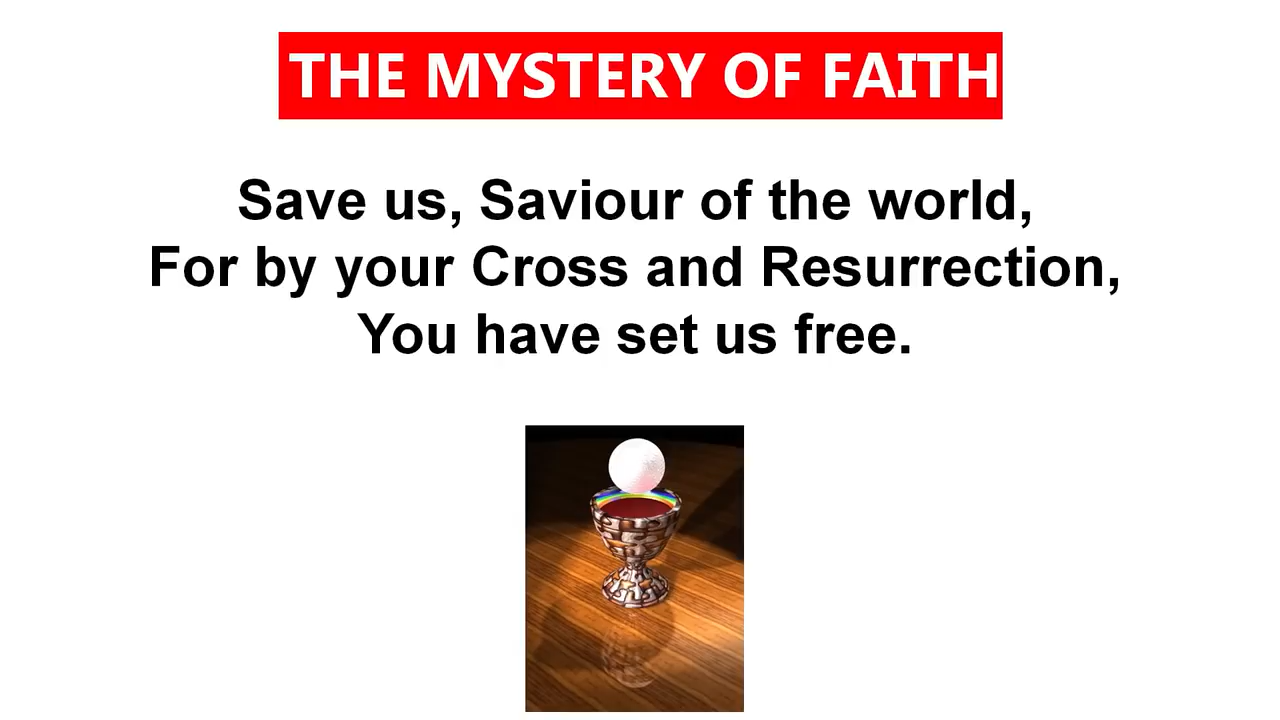 THE MYSTERY OF FAITH
Save us, Saviour of the world,
For by your Cross and Resurrection,
You have set us free.